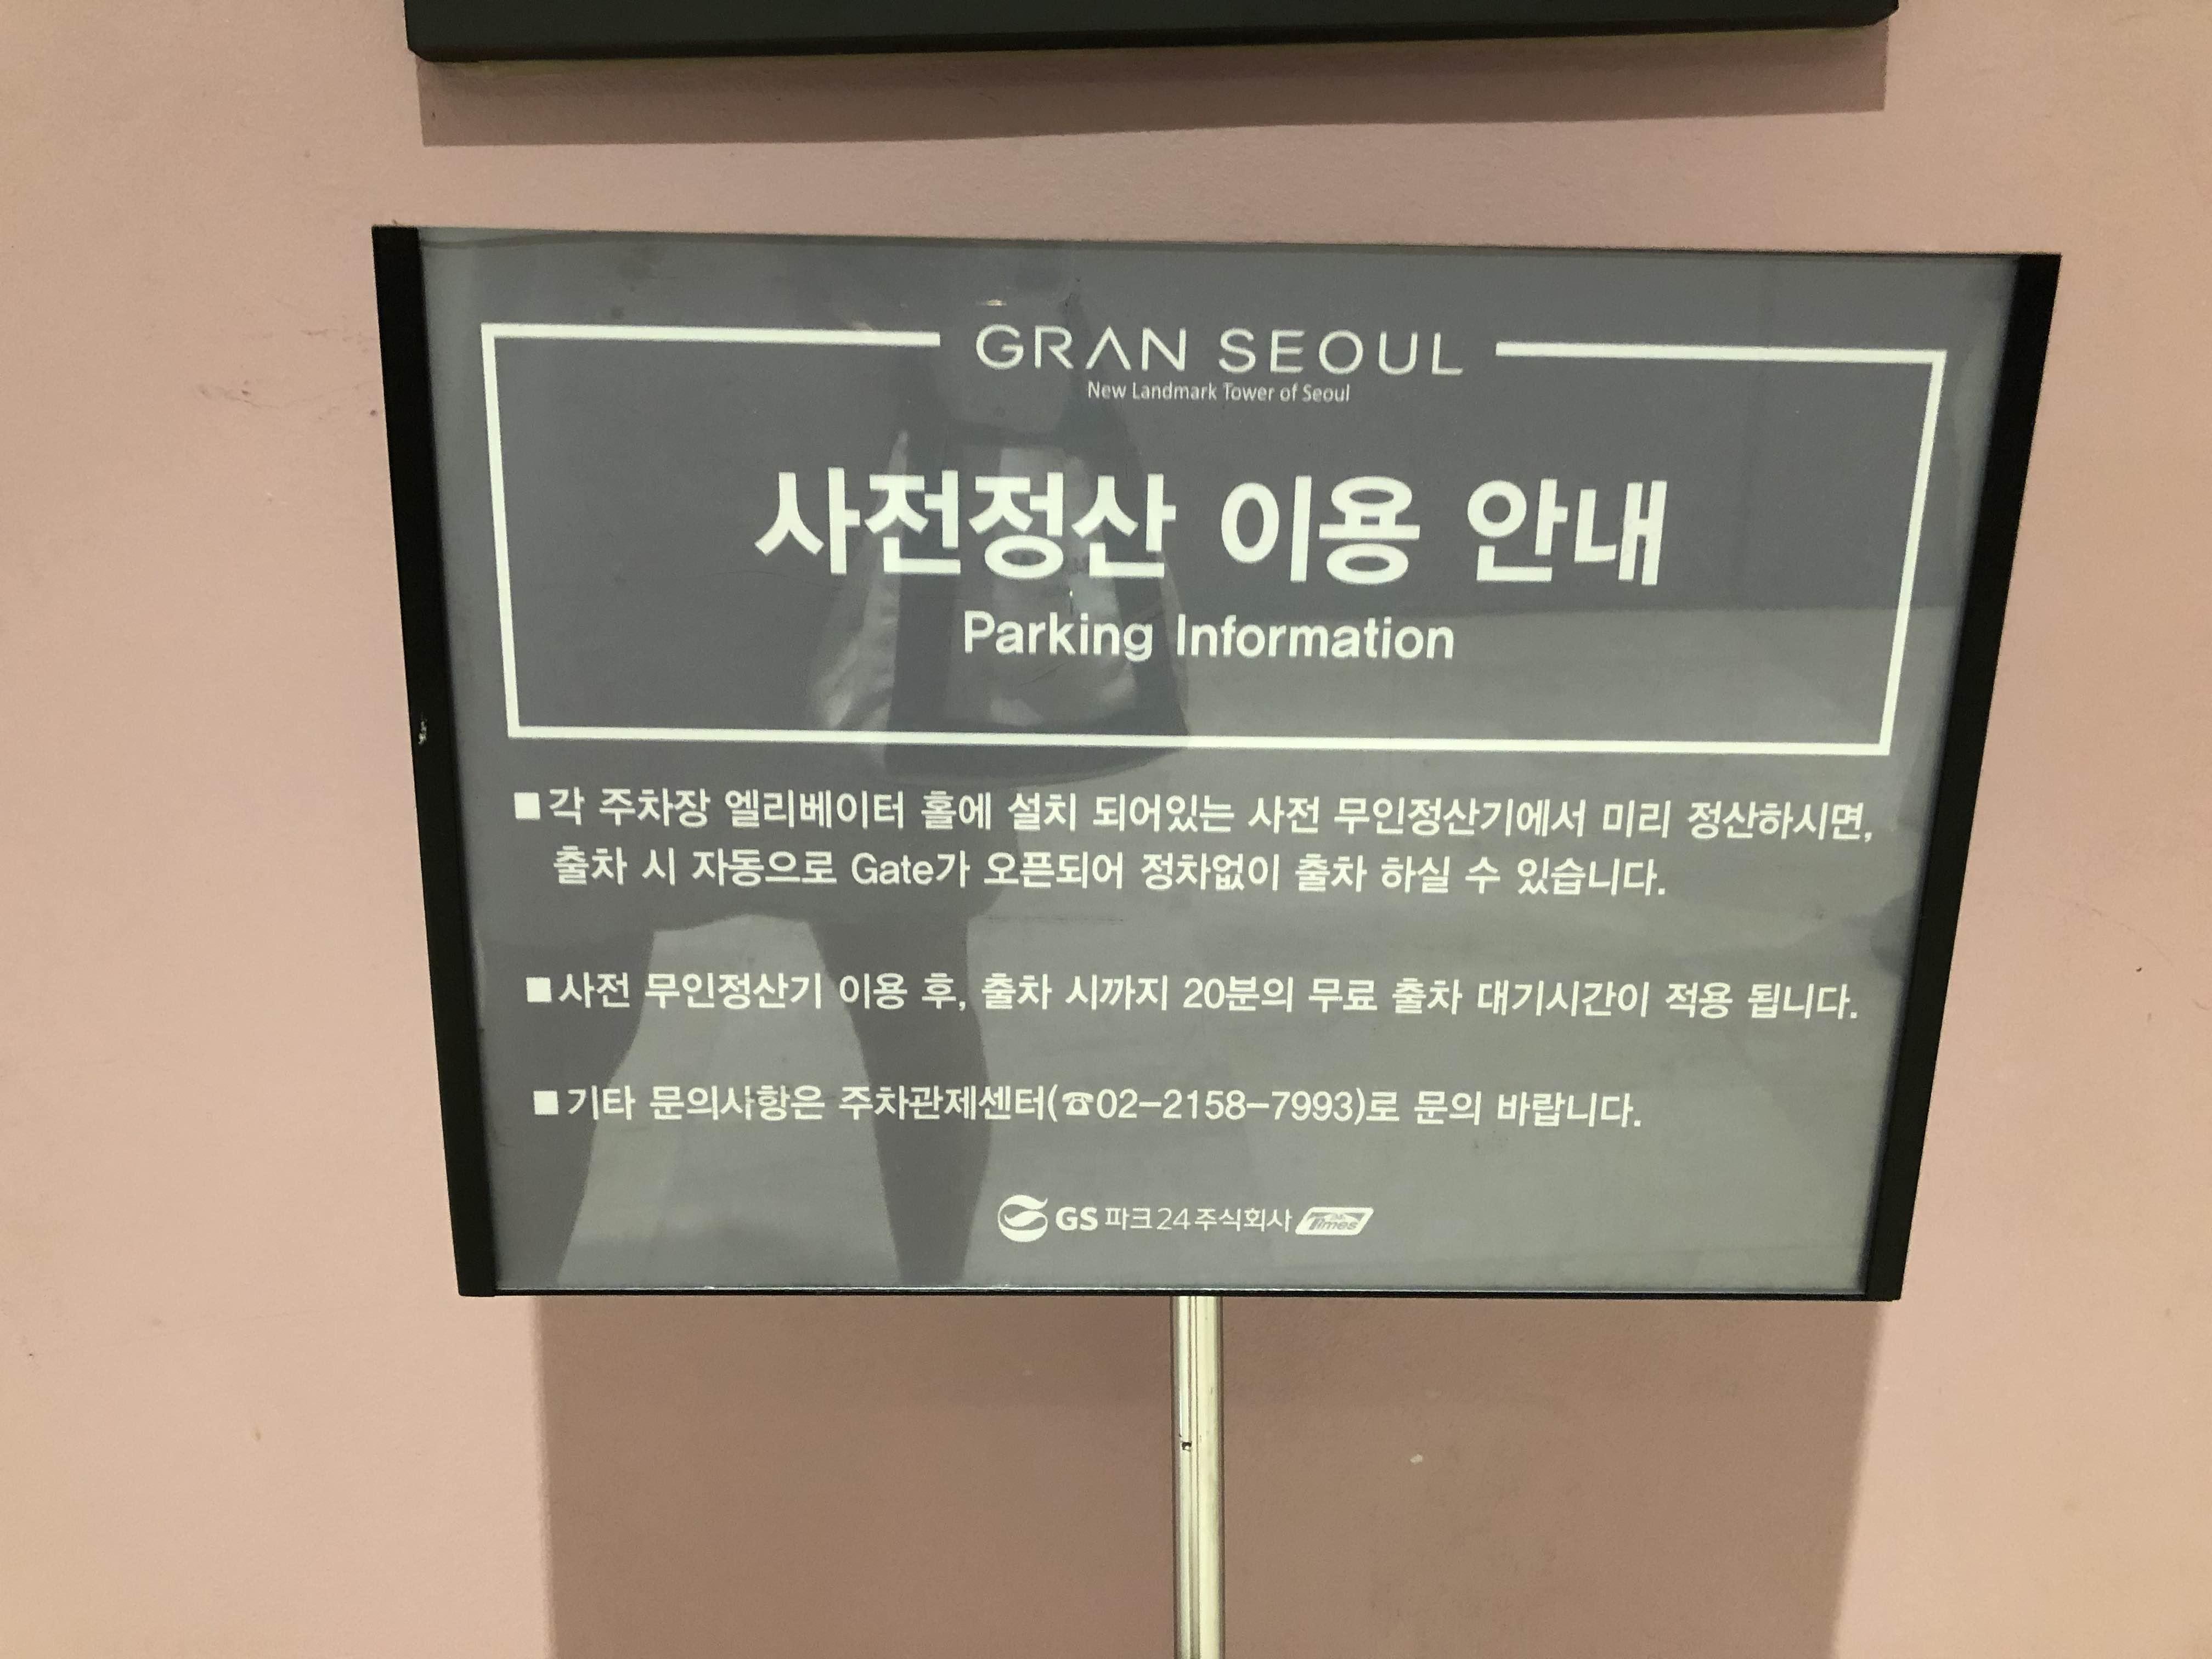 GRAN SEOUL
New Landmark Tower of Seoul
사전정산 이용 안내
Parking Information
■각 주차장 엘리베이터 홀에 설치 되어있는 사전 무인정산기에서 미리 정산하시면,
출차 시 자동으로 Gate가 오픈되어 정차없이 출차 하실 수 있습니다.
■사전 무인정산기 이용 후, 출차 시까지 20분의 무료 출차 대기시간이 적용 됩니다.
■기타 문의사항은 주차관제센터(☎02-2158-7993)로 문의 바랍니다.
GS 파크24주식회사 Times